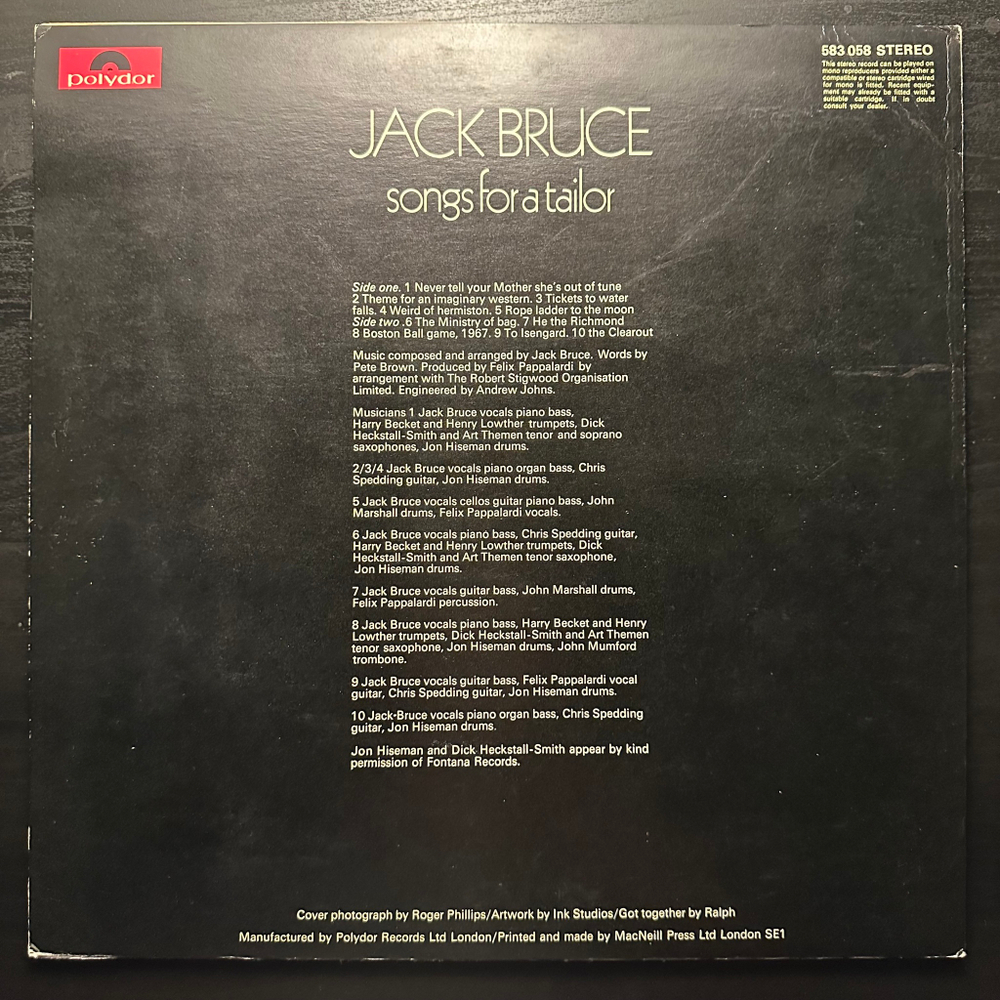 polydor
583 058 STEREO
This stereo record can be played on
mono reproducers provided either a
compatible or stereo cartridge wired
for mono is fitted. Recent equip-
ment may already be fitted with a
suitable cartridge. If in doubt
consult your dealer.
JACK BRUCE
songs for a tailor
Side one. 1 Never tell your Mother she's out of tune
2 Theme for an imaginary western. 3 Tickets to water
falls. 4 Weird of hermiston. 5 Rope ladder to the moon
Side two .6 The Ministry of bag. 7 He the Richmond
8 Boston Ball game, 1967. 9 To Isengard. 10 the Clearout
Music composed and arranged by Jack Bruce. Words by
Pete Brown. Produced by Felix Pappalardi by
arrangement with The Robert Stigwood Organisation
Limited. Engineered by Andrew Johns.
Musicians 1 Jack Bruce vocals piano bass,
Harry Becket and Henry Lowther trumpets, Dick
Heckstall-Smith and Art Themen tenor and soprano
saxophones, Jon Hiseman drums.
2/3/4 Jack Bruce vocals piano organ bass, Chris
Spedding guitar, Jon Hiseman drums.
5 Jack Bruce vocals cellos guitar piano bass, John
Marshall drums, Felix Pappalardi vocals.
6 Jack Bruce vocals piano bass, Chris Spedding guitar,
Harry Becket and Henry Lowther trumpets, Dick
Heckstall-Smith and Art Themen tenor saxophone,
Jon Hiseman drums.
7 Jack Bruce vocals guitar bass, John Marshall drums,
Felix Pappalardi percussion.
8 Jack Bruce vocals piano bass, Harry Becket and Henry
Lowther trumpets, Dick Heckstall-Smith and Art Themen
tenor saxophone, Jon Hiseman drums, John Mumford
trombone.
9 Jack Bruce vocals guitar bass, Felix Pappalardi vocal
guitar, Chris Spedding guitar, Jon Hiseman drums.
10 Jack-Bruce vocals piano organ bass, Chris Spedding
guitar, Jon Hiseman drums.
Jon Hiseman and Dick Heckstall-Smith appear by kind
permission of Fontana Records.
Cover photograph by Roger Phillips/Artwork by Ink Studios/Got together by Ralph
Manufactured by Polydor Records Ltd London/Printed and made by MacNeill Press Ltd London SE1